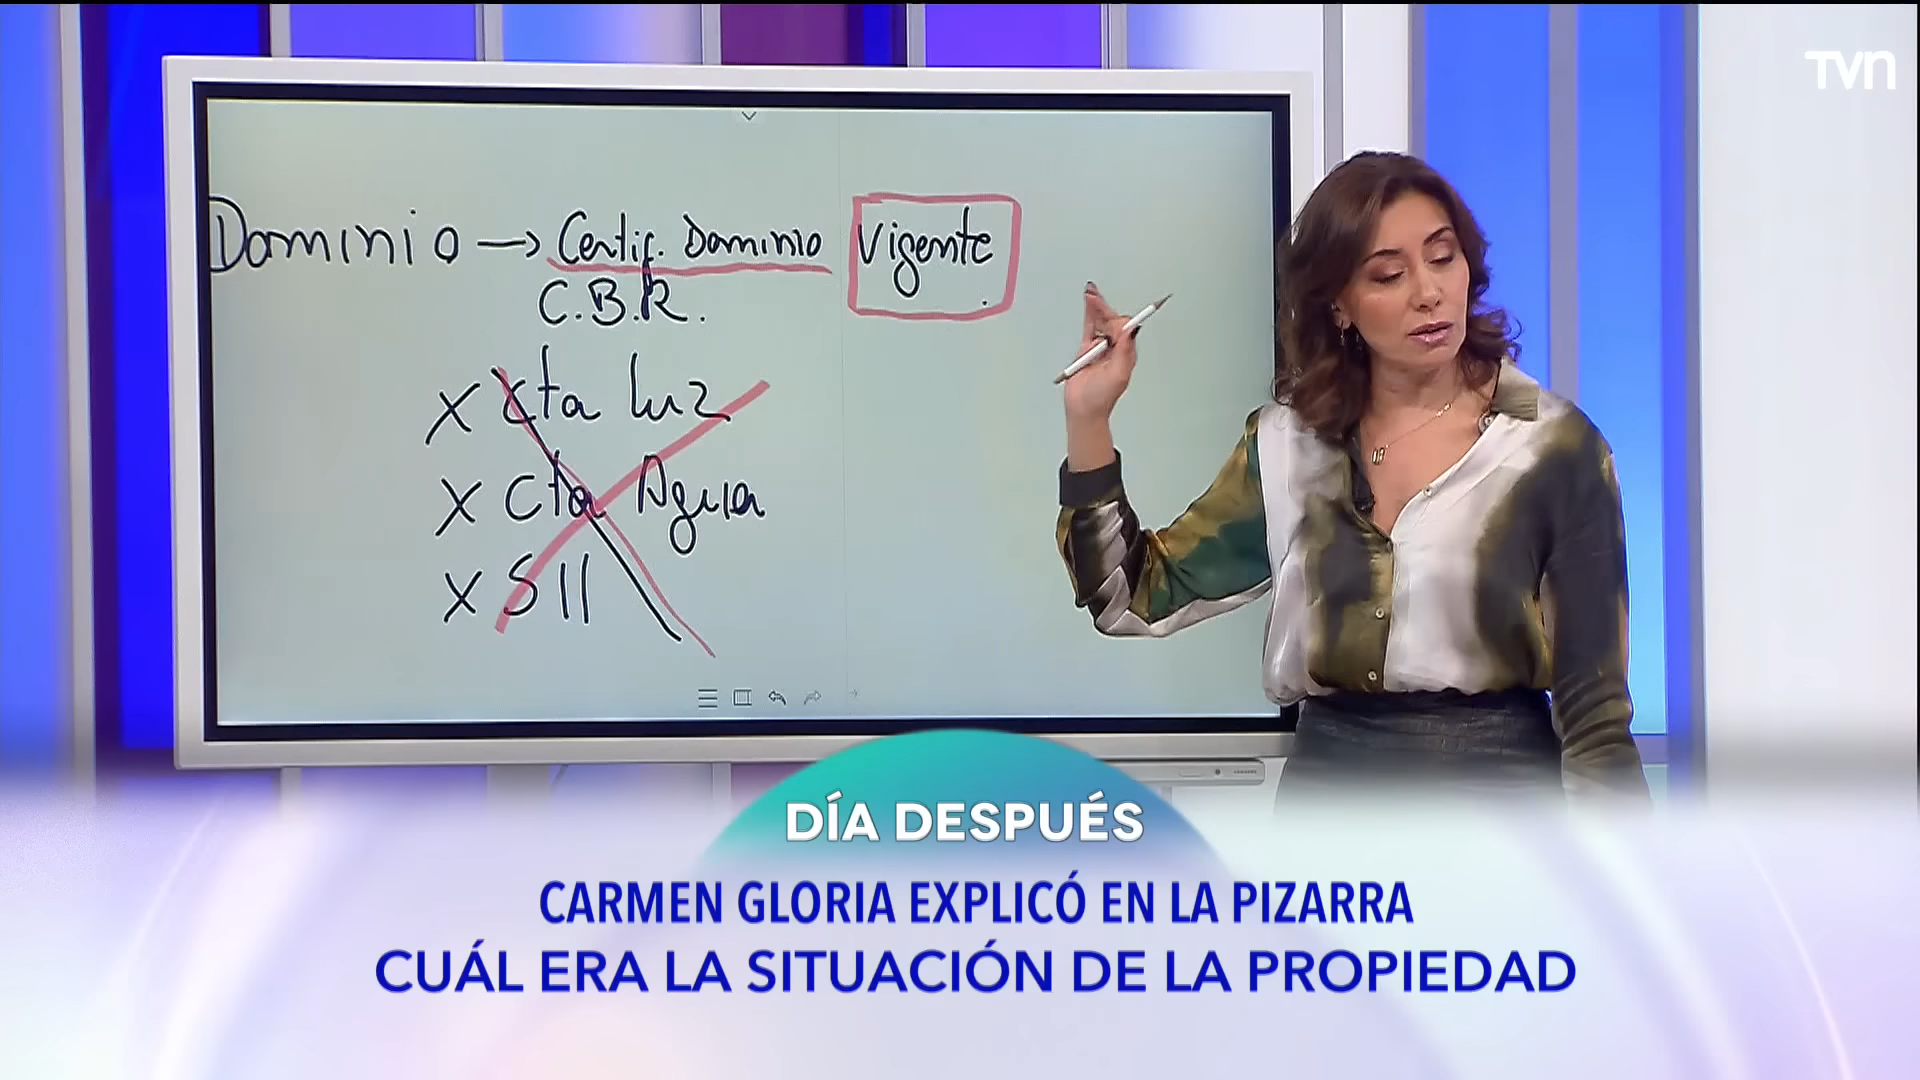 TVN
Dominio → Certif. Dominio Vigente
C.B.R.
X Cta luz
X Cta Agua
X SII
DÍA DESPUÉS
CARMEN GLORIA EXPLICÓ EN LA PIZARRA
CUÁL ERA LA SITUACIÓN DE LA PROPIEDAD